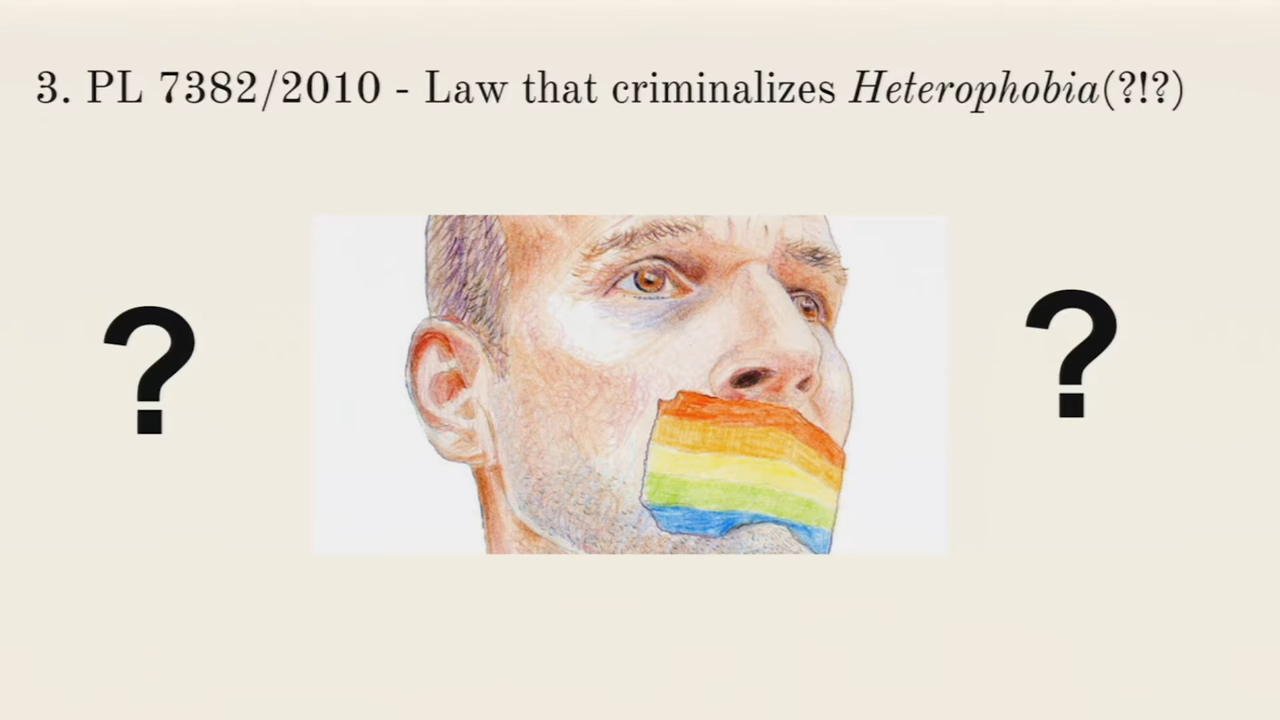 3. PL 7382/2010 - Law that criminalizes Heterophobia(?!?)
? ?